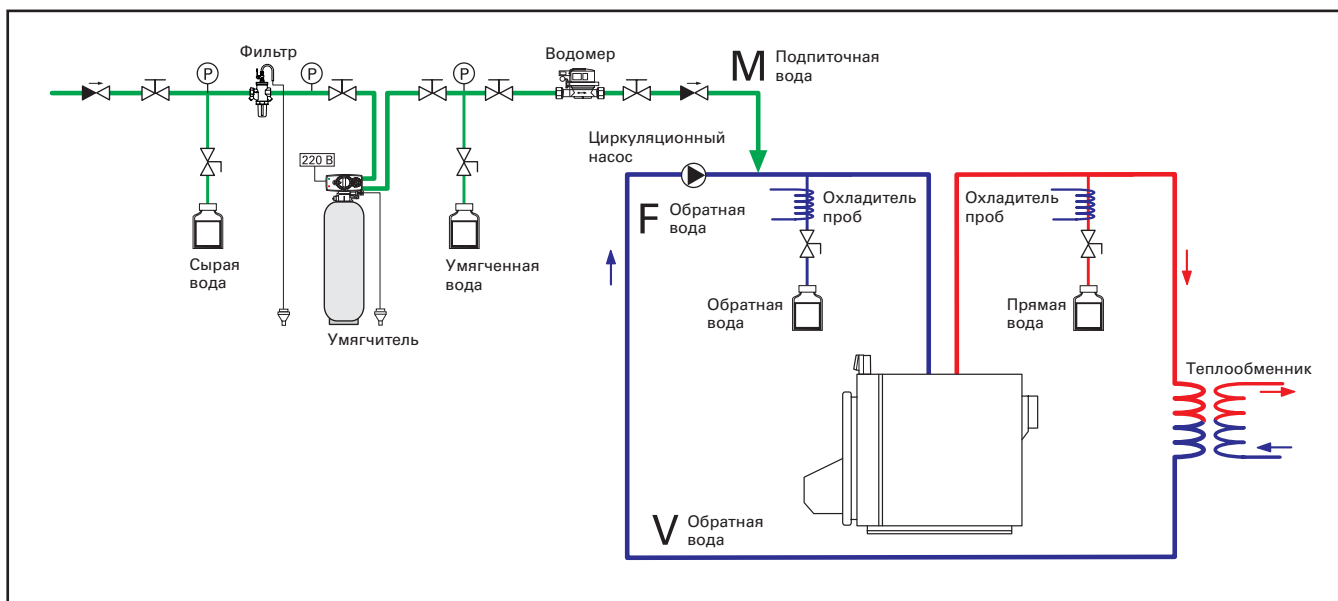 Фильтр
Водомер
M Подпиточная
вода
P
P
P
Циркуляционный
насос
220 В
F Обратная
вода
Охладитель
проб
Охладитель
проб
Сырая
вода
Умягченная
вода
Обратная
вода
Прямая
вода
Умягчитель
Теплообменник
V Обратная
вода